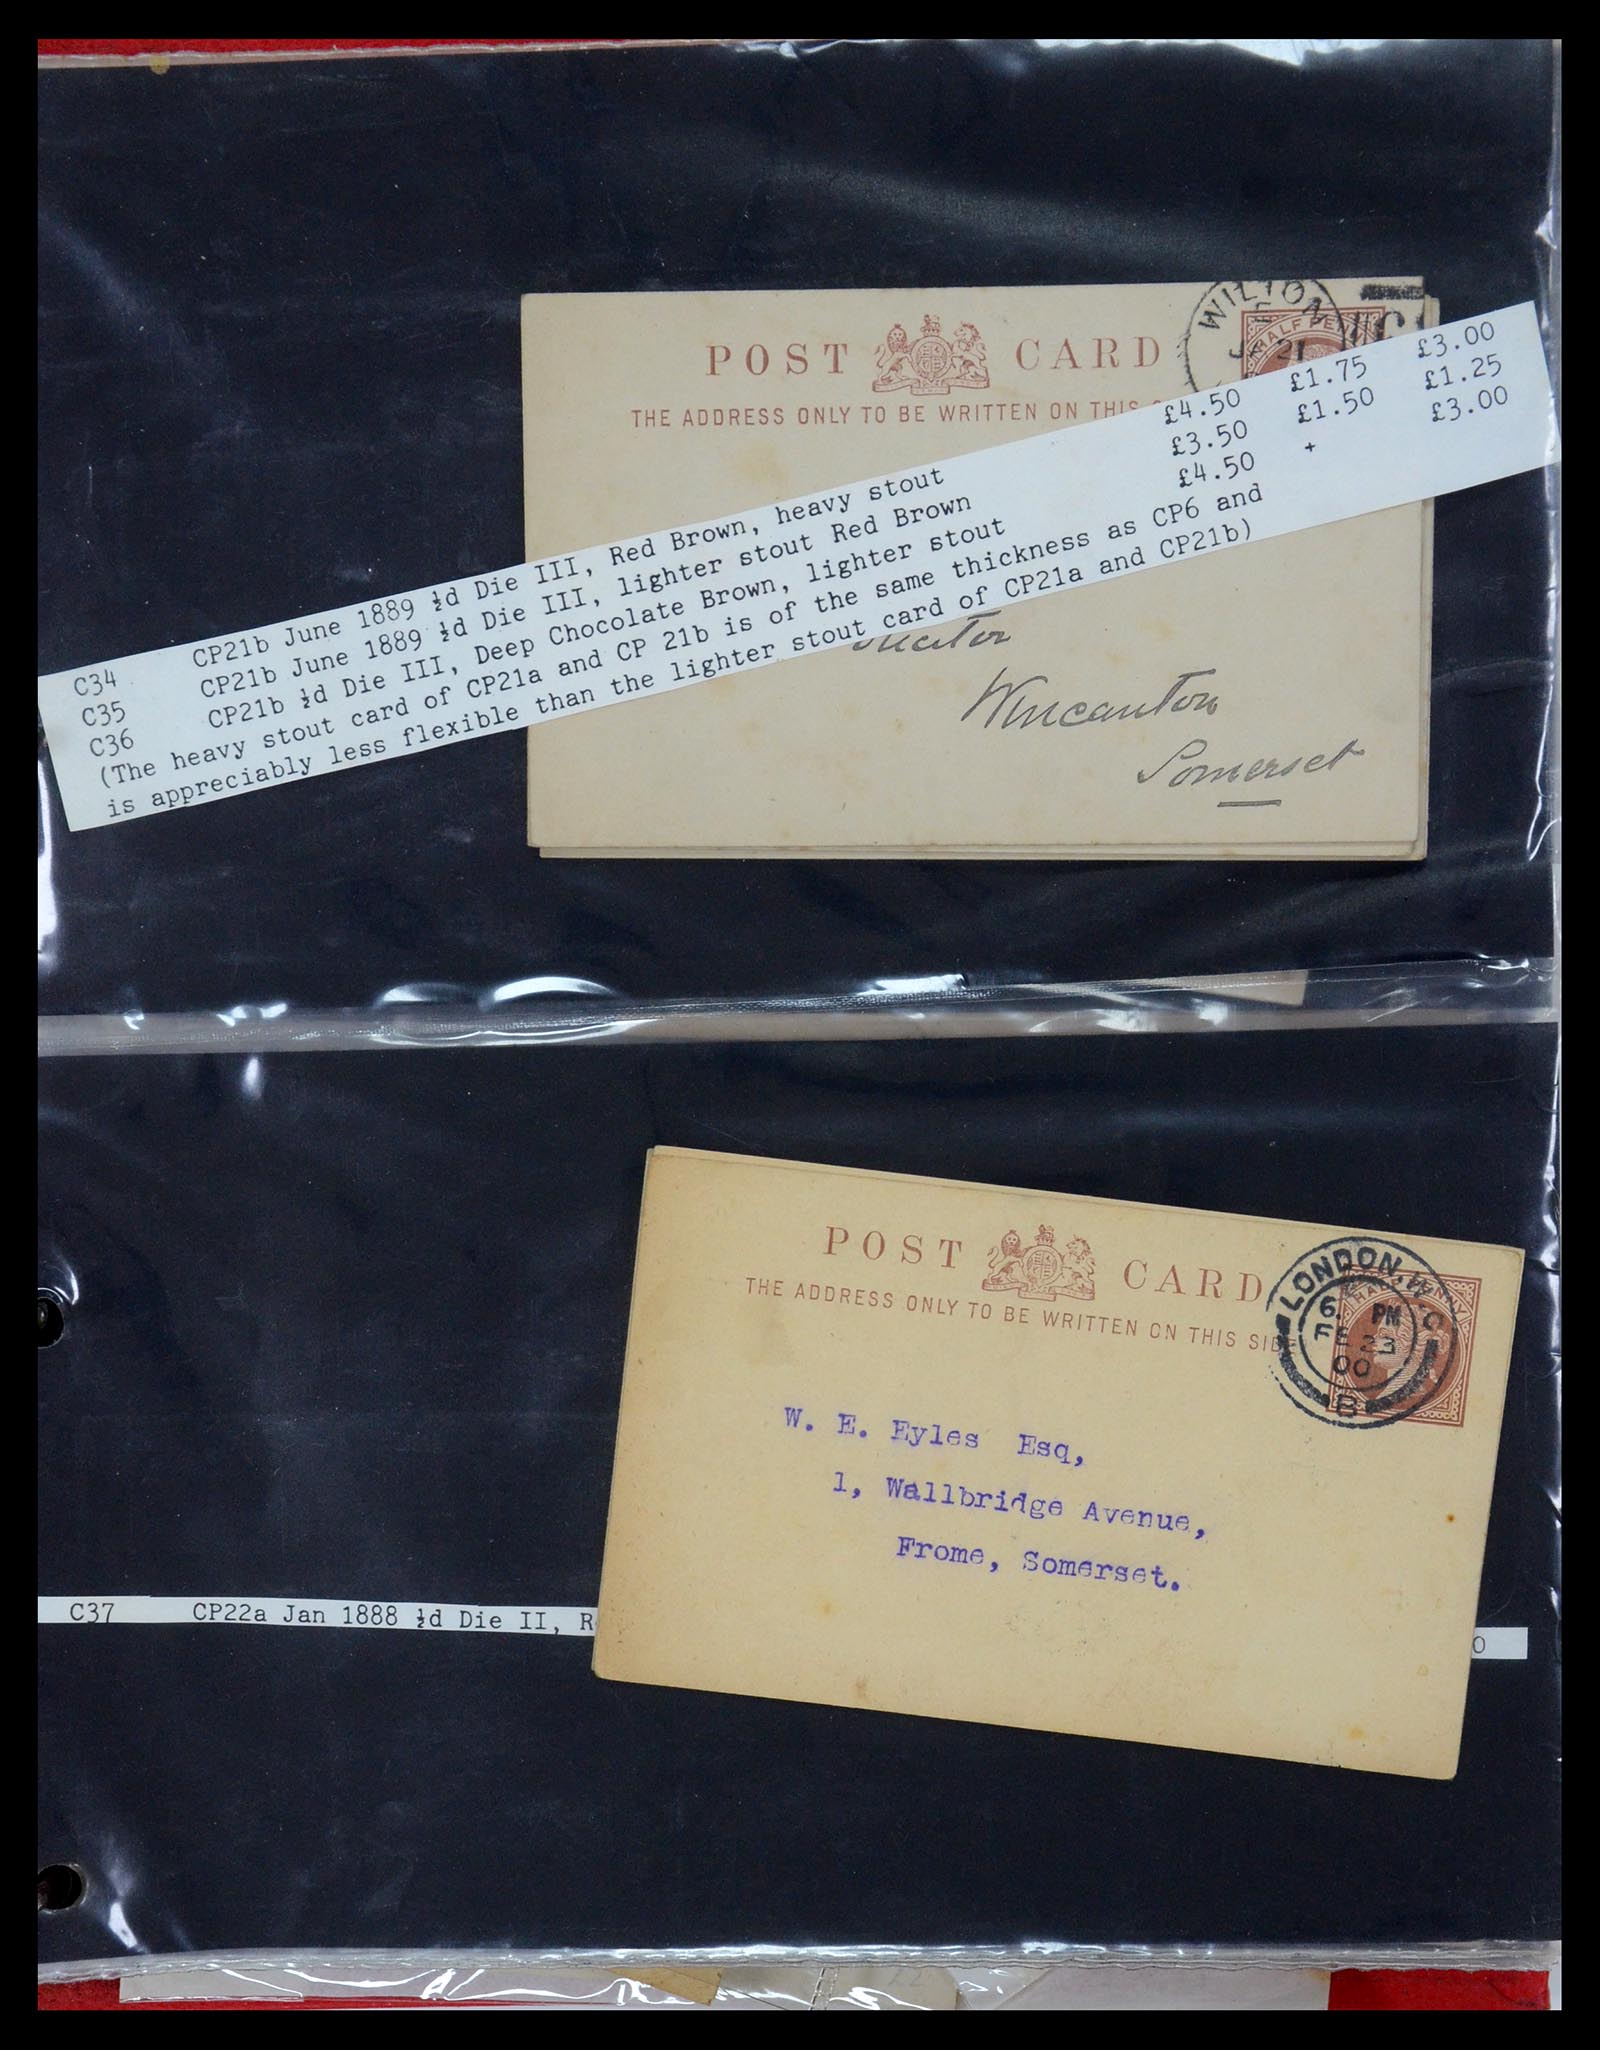 WILTON
21
HALF PENNY
POST CARD
THE ADDRESS ONLY TO BE WRITTEN ON THIS
C34 CP21b June 1889 ½d Die III, Red Brown, heavy stout £4.50 £1.75 £3.00
C35 CP21b June 1889 ½d Die III, lighter stout Red Brown £3.50 £1.50 £1.25
C36 CP21b ½d Die III, Deep Chocolate Brown, lighter stout £4.50 + £3.00
(The heavy stout card of CP21a and CP 21b is of the same thickness as CP6 and
is appreciably less flexible than the lighter stout card of CP21a and CP21b)
Wincanton
Somerset
POST CARD
THE ADDRESS ONLY TO BE WRITTEN ON THIS SIDE
LONDON, W.C.
6. PM
FE 23
00
B
W. E. Eyles Esq,
1, Wallbridge Avenue,
Frome, Somerset.
C37 CP22a Jan 1888 ½d Die II, R
0